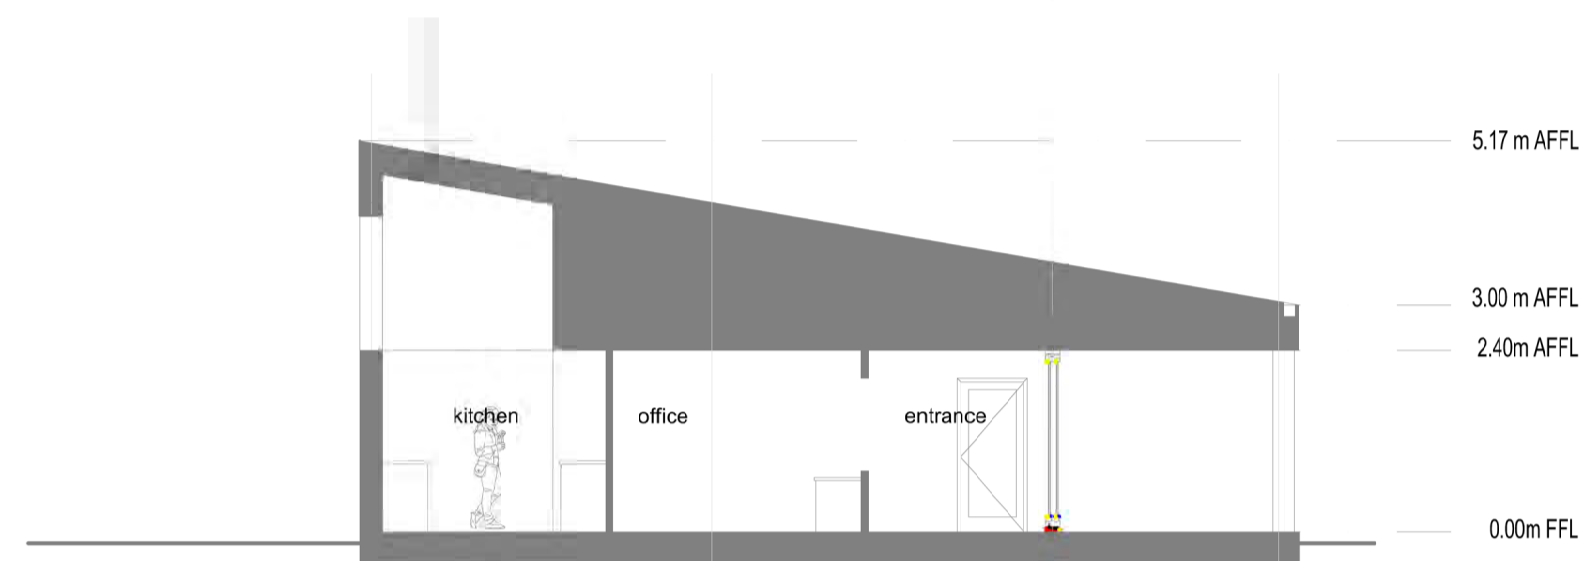 5.17 m AFFL
3.00 m AFFL
2.40m AFFL
kitchen
office
entrance
0.00m FFL